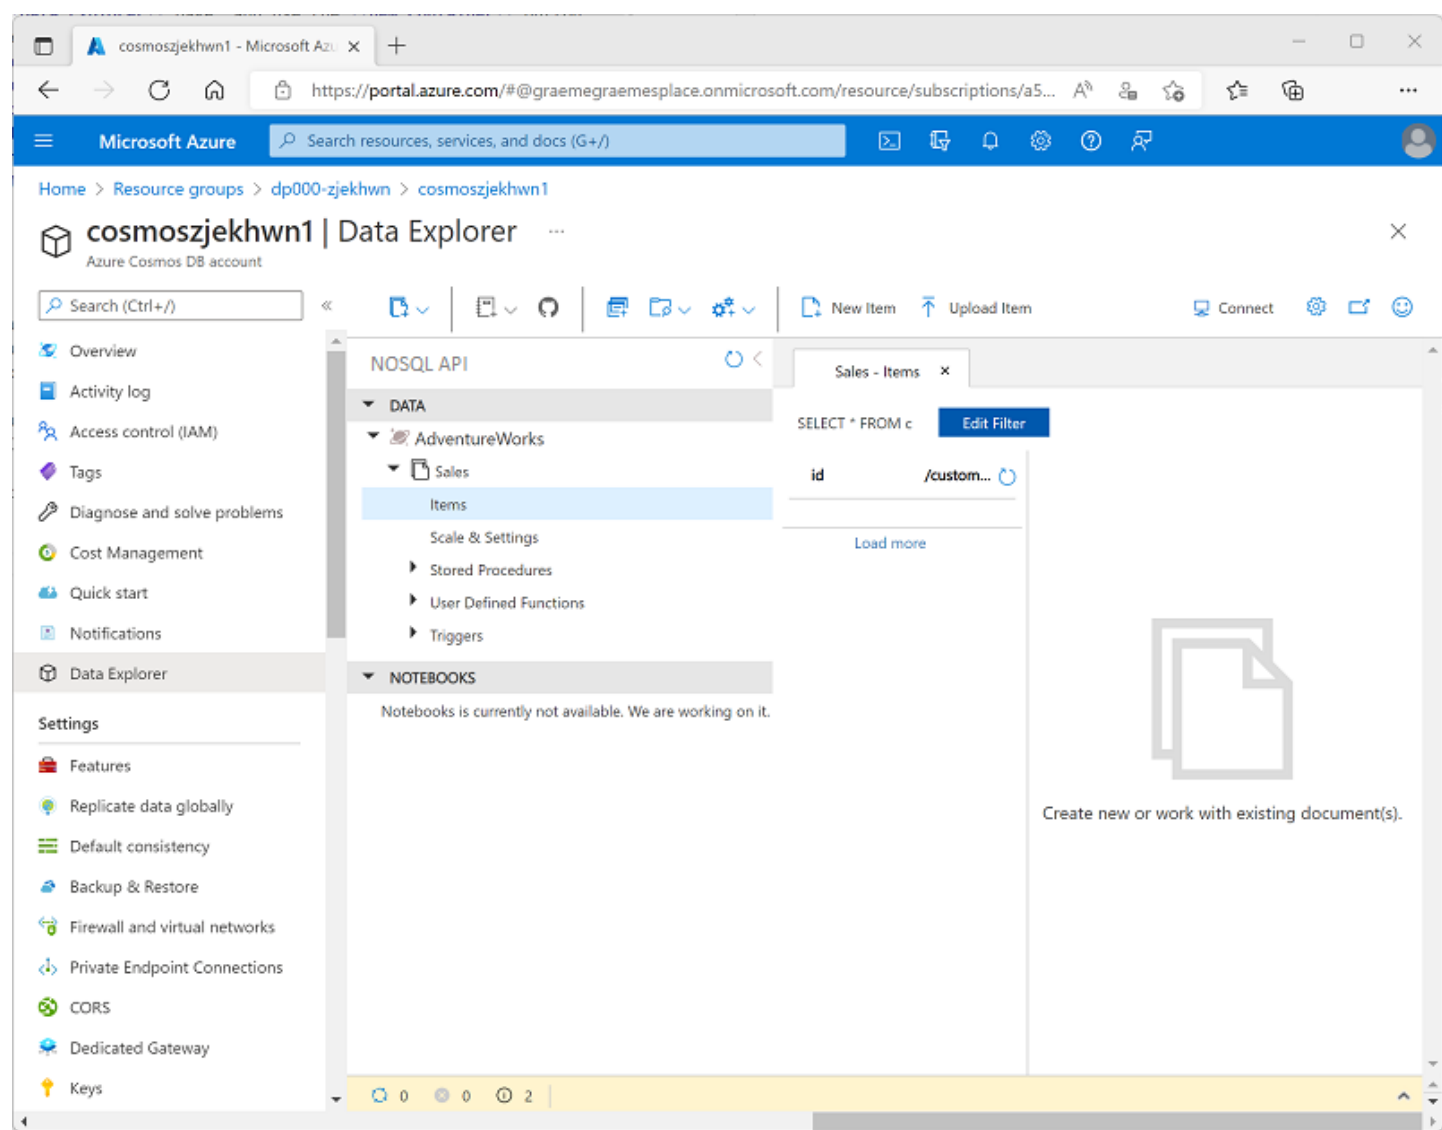 cosmoszjekhwn1 - Microsoft Azu
https://portal.azure.com/#@graemegraemesplace.onmicrosoft.com/resource/subscriptions/a5...
Microsoft Azure
Search resources, services, and docs (G+/)
Home > Resource groups > dp000-zjekhwn > cosmoszjekhwn1
cosmoszjekhwn1 | Data Explorer ...
Azure Cosmos DB account
Search (Ctrl+/)
New Item
Upload Item
Connect
Overview
Activity log
Access control (IAM)
Tags
Diagnose and solve problems
Cost Management
Quick start
Notifications
Data Explorer
Settings
Features
Replicate data globally
Default consistency
Backup & Restore
Firewall and virtual networks
Private Endpoint Connections
CORS
Dedicated Gateway
Keys
NOSQL API
DATA
AdventureWorks
Sales
Items
Scale & Settings
Stored Procedures
User Defined Functions
Triggers
NOTEBOOKS
Notebooks is currently not available. We are working on it.
Sales - Items
SELECT * FROM c
Edit Filter
id /custom...
Load more
Create new or work with existing document(s).
0 0 2